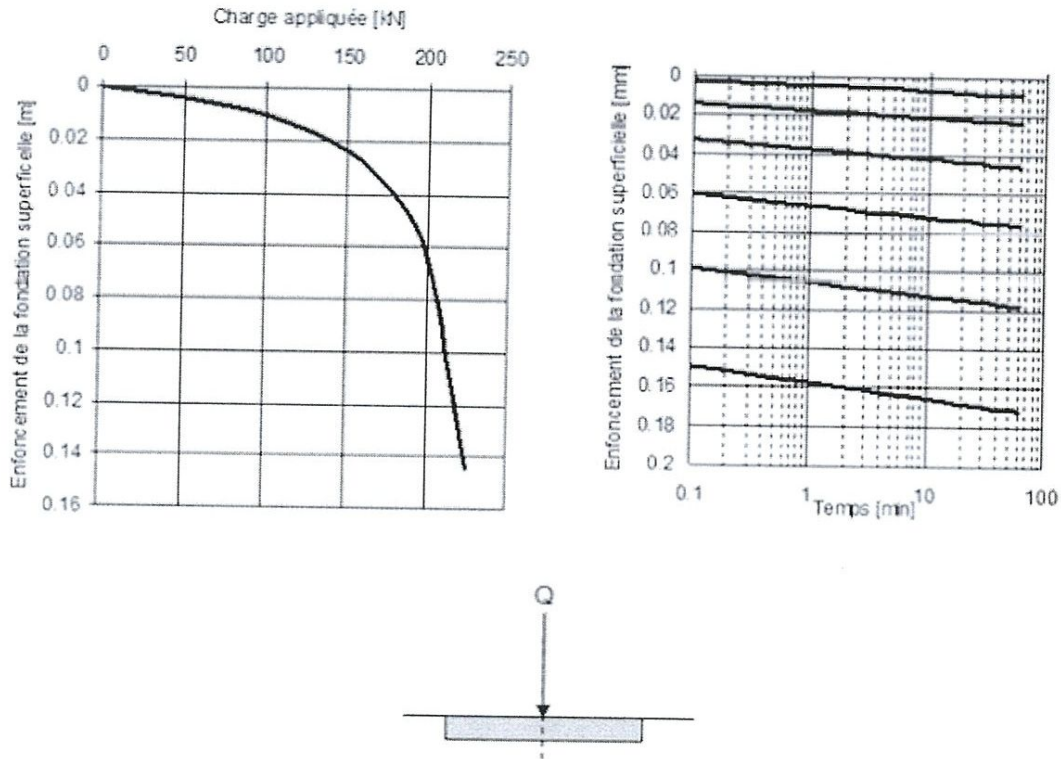 Charge appliquée [kN]
0 50 100 150 200 250
Enfoncement de la fondation superficielle [m]
0
0.02
0.04
0.06
0.08
0.1
0.12
0.14
0.16
Enfoncement de la fondation superficielle [mm]
0
0.02
0.04
0.06
0.08
0.1
0.12
0.14
0.16
0.18
0.2
0.1 1 10 100
Temps [min]
Q